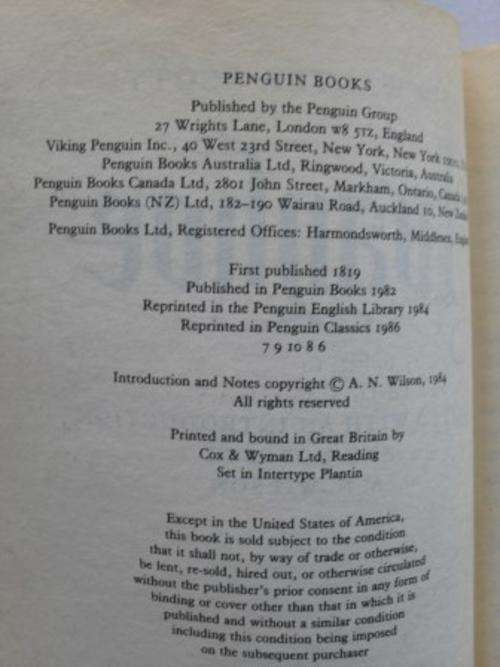 PENGUIN BOOKS
Published by the Penguin Group
27 Wrights Lane, London W8 5TZ, England
Viking Penguin Inc., 40 West 23rd Street, New York, New York
Penguin Books Australia Ltd, Ringwood, Victoria, Australia
Penguin Books Canada Ltd, 2801 John Street, Markham, Ontario, Canada
Penguin Books (NZ) Ltd, 182–190 Wairau Road, Auckland 10, New
Penguin Books Ltd, Registered Offices: Harmondsworth, Middlesex,
First published 1819
Published in Penguin Books 1982
Reprinted in the Penguin English Library 1984
Reprinted in Penguin Classics 1986
7 9 10 8 6
Introduction and Notes copyright © A. N. Wilson, 1984
All rights reserved
Printed and bound in Great Britain by
Cox & Wyman Ltd, Reading
Set in Intertype Plantin
Except in the United States of America,
this book is sold subject to the condition
that it shall not, by way of trade or otherwise,
be lent, re-sold, hired out, or otherwise circulated
without the publisher's prior consent in any form of
binding or cover other than that in which it is
published and without a similar condition
including this condition being imposed
on the subsequent purchaser